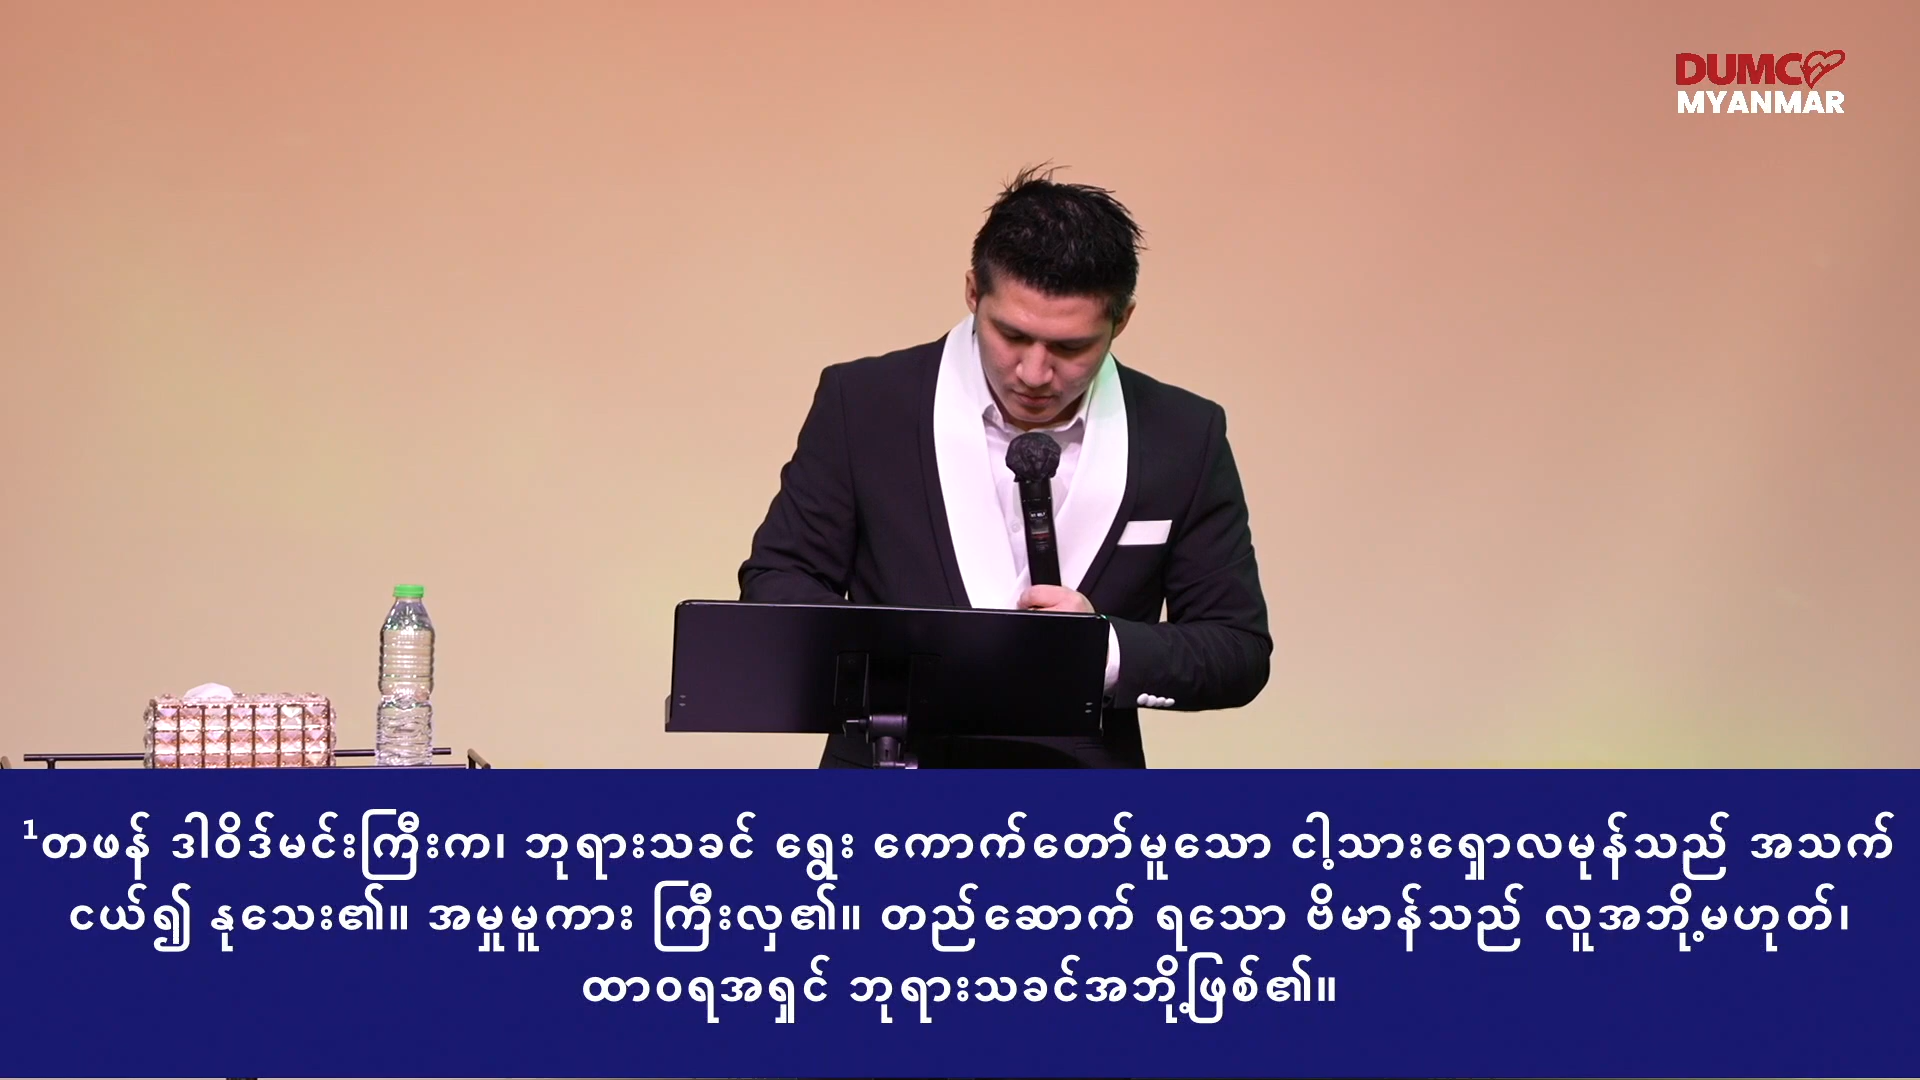 DUMC
MYANMAR
¹တဖန် ဒါဝိဒ်မင်းကြီးက၊ ဘုရားသခင် ရွေး ကောက်တော်မူသော ငါ့သားရှောလမုန်သည် အသက်
ငယ်၍ နုသေး၏။ အမှုမူကား ကြီးလှ၏။ တည်ဆောက် ရသော ဗိမာန်သည် လူအဘို့မဟုတ်၊
ထာဝရအရှင် ဘုရားသခင်အဘို့ဖြစ်၏။